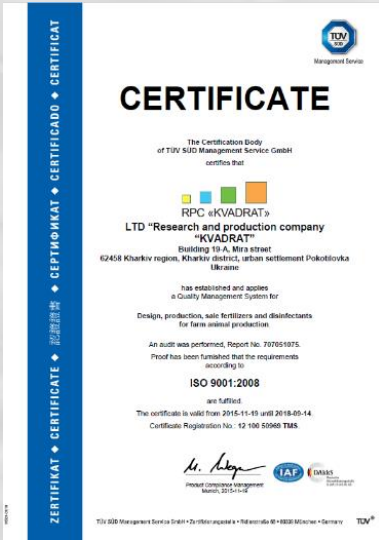 TÜV
SÜD
Management Service
CERTIFICATE
The Certification Body
of TÜV SÜD Management Service GmbH
certifies that
RPC «KVADRAT»
LTD "Research and production company
"KVADRAT"
Building 19-A, Mira street
62458 Kharkiv region, Kharkiv district, urban settlement Pokotilovka
Ukraine
has established and applies
a Quality Management System for
Design, production, sale fertilizers and disinfectants
for farm animal production
An audit was performed, Report No. 707051075.
Proof has been furnished that the requirements
according to
ISO 9001:2008
are fulfilled.
The certificate is valid from 2015-11-19 until 2018-09-14.
Certificate Registration No.: 12 100 50969 TMS.
Product Compliance Management
Munich, 2015-11-19
IAF
DAkkS
TÜV SÜD Management Service GmbH • Zertifizierungsstelle • Ridlerstraße 65 • 80339 München • Germany
TÜV®
ZERTIFIKAT ◆ CERTIFICATE ◆ 認證證書 ◆ СЕРТИФИКАТ ◆ CERTIFICADO ◆ CERTIFICAT